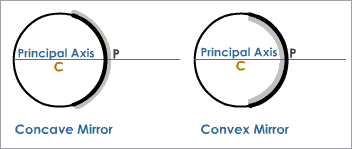 Principal Axis P
C
Concave Mirror
Principal Axis P
C
Convex Mirror